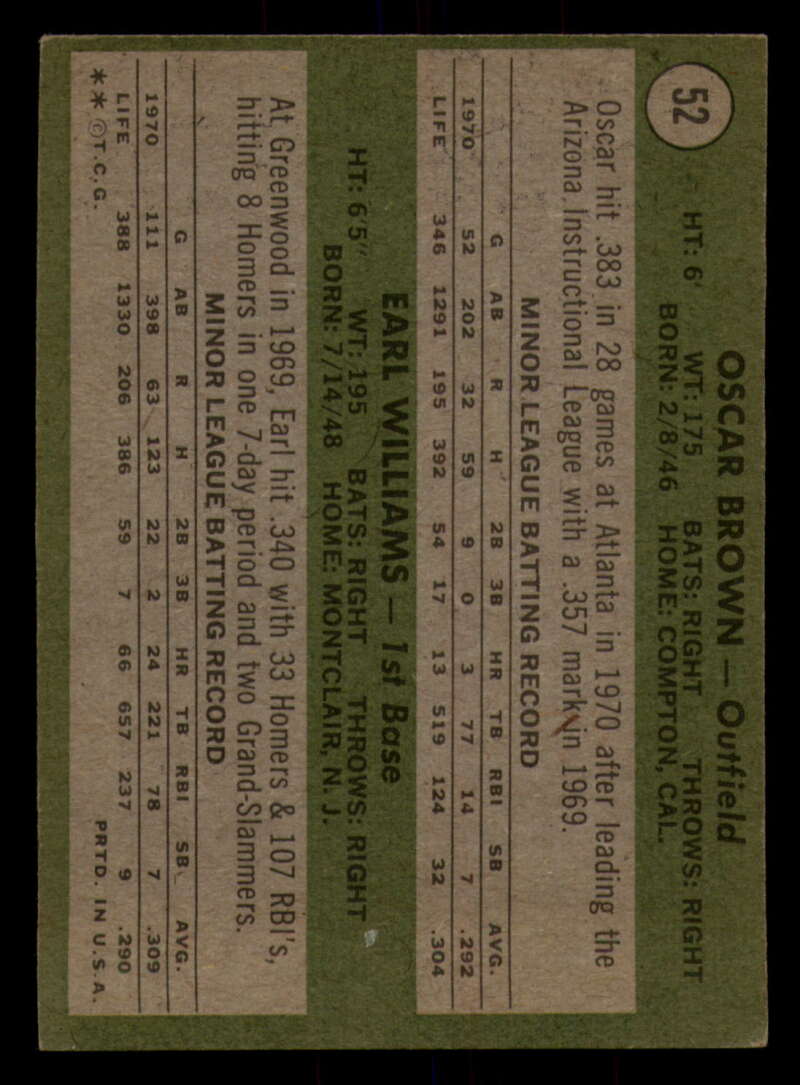 52
OSCAR BROWN — Outfield
HT: 6' WT: 175 BATS: RIGHT THROWS: RIGHT
BORN: 2/8/46 HOME: COMPTON, CAL.
Oscar hit .383 in 28 games at Atlanta in 1970 after leading the
Arizona Instructional League with a .357 mark in 1969.
MINOR LEAGUE BATTING RECORD
G AB R H 2B 3B HR TB RBI SB AVG.
1970 52 202 32 59 9 0 3 77 14 7 .292
LIFE 346 1291 195 392 54 17 13 519 124 32 .304
EARL WILLIAMS — 1st Base
HT: 6'5" WT: 195 BATS: RIGHT THROWS: RIGHT
BORN: 7/14/48 HOME: MONTCLAIR, N. J.
At Greenwood in 1969, Earl hit .340 with 33 Homers & 107 RBI's,
hitting 8 Homers in one 7-day period and two Grand-Slammers.
MINOR LEAGUE BATTING RECORD
G AB R H 2B 3B HR TB RBI SB AVG.
1970 111 398 63 123 22 2 24 221 78 7 .309
LIFE 388 1330 206 386 59 7 66 657 237 9 .290
** ©T.C.G. PRTD. IN U.S.A.